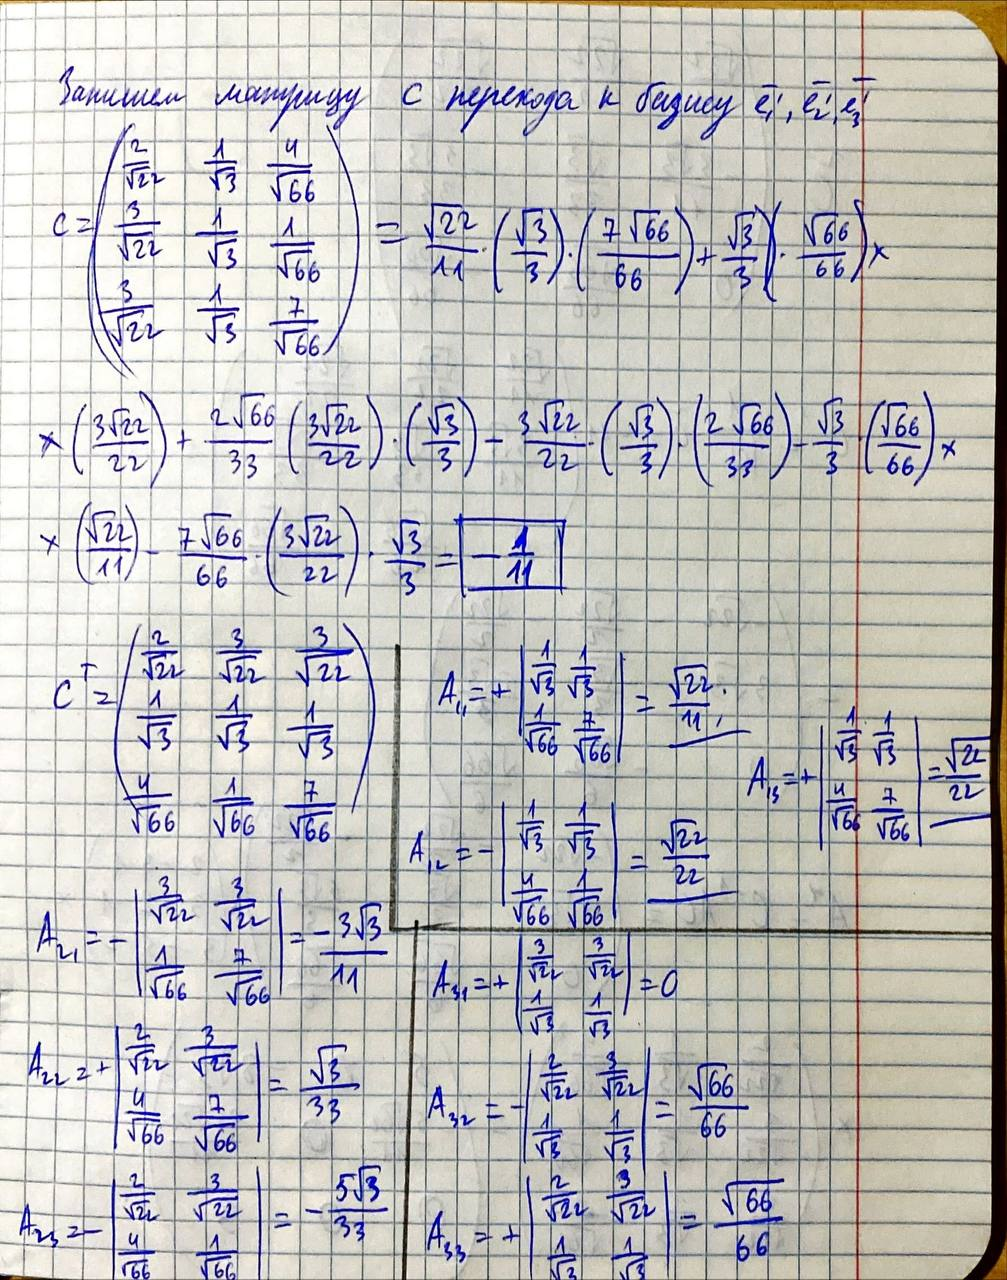 Запишем матрицу C перехода к базису e̅₁', e̅₂', e̅₃'
C = (2/√22 1/√3 4/√66; 3/√22 1/√3 1/√66; 3/√22 1/√3 7/√66) = √22/11 · (√3/3) · (7√66/66) + √3/3 (· √66/66) ×
× (3√22/22) + 2√66/33 (3√22/22) · (√3/3) − 3√22/22 · (√3/3) · (2√66/33) − √3/3 · (√66/66) ×
× (√22/11) − 7√66/66 · (3√22/22) · √3/3 = −1/11
Cᵀ = (2/√22 3/√22 3/√22; 1/√3 1/√3 1/√3; 4/√66 1/√66 7/√66)
A₁₁ = + |1/√3 1/√3; 1/√66 7/√66| = √22/11;
A₁₂ = − |1/√3 1/√3; 4/√66 1/√66| = √22/22
A₁₃ = + |1/√3 1/√3; 4/√66 7/√66| = √22/22
A₂₁ = − |3/√22 3/√22; 1/√66 7/√66| = −3√3/11
A₂₂ = + |2/√22 3/√22; 4/√66 7/√66| = √3/33
A₂₃ = − |2/√22 3/√22; 4/√66 1/√66| = −5√3/33
A₃₁ = + |3/√22 3/√22; 1/√3 1/√3| = 0
A₃₂ = − |2/√22 3/√22; 1/√3 1/√3| = √66/66
A₃₃ = + |2/√22 3/√22; 1/√3 1/√3| = √66/66